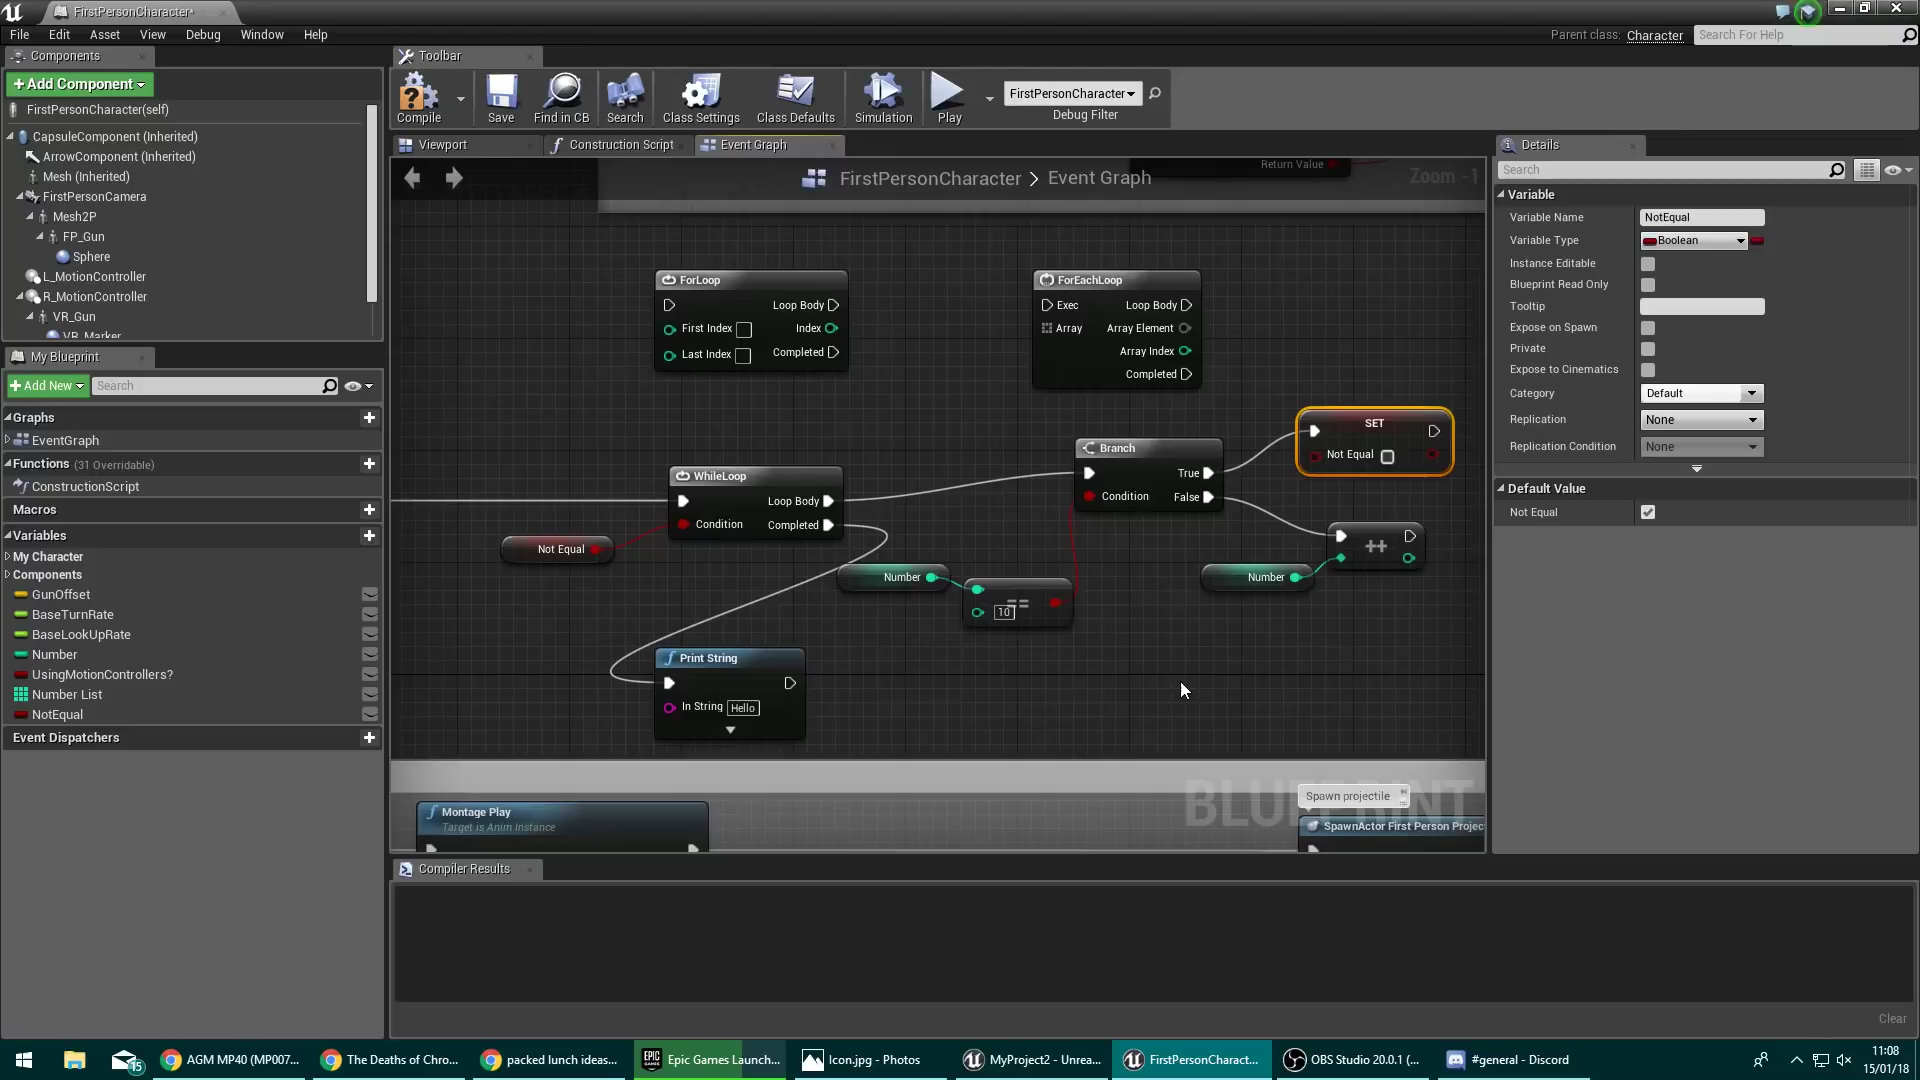 FirstPersonCharacter*
File Edit Asset View Debug Window Help
Parent class: Character
Search For Help
Components
Toolbar
+Add Component
FirstPersonCharacter(self)
CapsuleComponent (Inherited)
ArrowComponent (Inherited)
Mesh (Inherited)
FirstPersonCamera
Mesh2P
FP_Gun
Sphere
L_MotionController
R_MotionController
VR_Gun
VR_Marker
Compile
Save
Find in CB
Search
Class Settings
Class Defaults
Simulation
Play
FirstPersonCharacter
Debug Filter
Viewport
Construction Script
Event Graph
FirstPersonCharacter > Event Graph
Return Value
Zoom -1
My Blueprint
+Add New
Search
Graphs
EventGraph
Functions (31 Overridable)
ConstructionScript
Macros
Variables
My Character
Components
GunOffset
BaseTurnRate
BaseLookUpRate
Number
UsingMotionControllers?
Number List
NotEqual
Event Dispatchers
ForLoop
Loop Body
First Index
Index
Last Index
Completed
ForEachLoop
Exec
Loop Body
Array
Array Element
Array Index
Completed
WhileLoop
Loop Body
Condition
Completed
Not Equal
Branch
True
Condition
False
SET
Not Equal
Number
==
10
Number
++
Print String
In String Hello
BLUEPRINT
Montage Play
Target is Anim Instance
Spawn projectile
SpawnActor First Person Projec
Details
Search
Variable
Variable Name NotEqual
Variable Type Boolean
Instance Editable
Blueprint Read Only
Tooltip
Expose on Spawn
Private
Expose to Cinematics
Category Default
Replication None
Replication Condition None
Default Value
Not Equal
Compiler Results
Clear
15
AGM MP40 (MP007...
The Deaths of Chro...
packed lunch ideas...
EPIC GAMES
Epic Games Launch...
Icon.jpg - Photos
MyProject2 - Unrea...
FirstPersonCharact...
OBS Studio 20.0.1 (...
#general - Discord
11:08
15/01/18